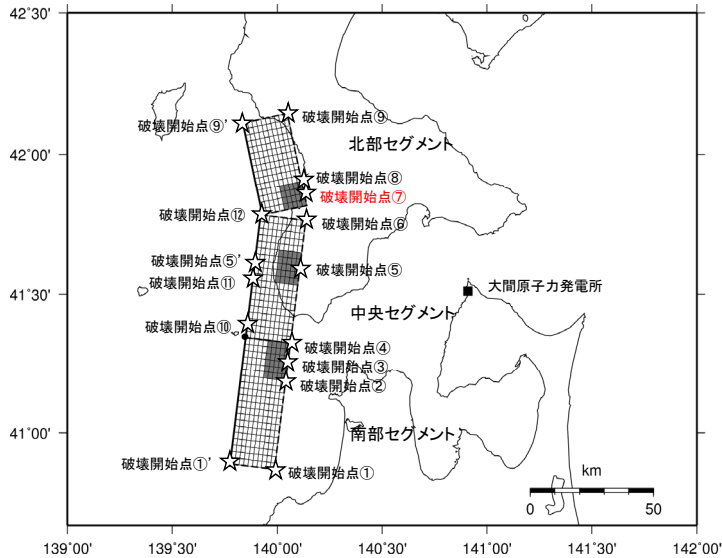 42˚30'
破壊開始点⑨
破壊開始点⑨'
北部セグメント
42˚00'
破壊開始点⑧
破壊開始点⑦
破壊開始点⑫
破壊開始点⑥
破壊開始点⑤'
破壊開始点⑤
破壊開始点⑪
大間原子力発電所
41˚30'
中央セグメント
破壊開始点⑩
破壊開始点④
破壊開始点③
破壊開始点②
41˚00'
南部セグメント
破壊開始点①'
破壊開始点①
km
0 50
139˚00' 139˚30' 140˚00' 140˚30' 141˚00' 141˚30' 142˚00'